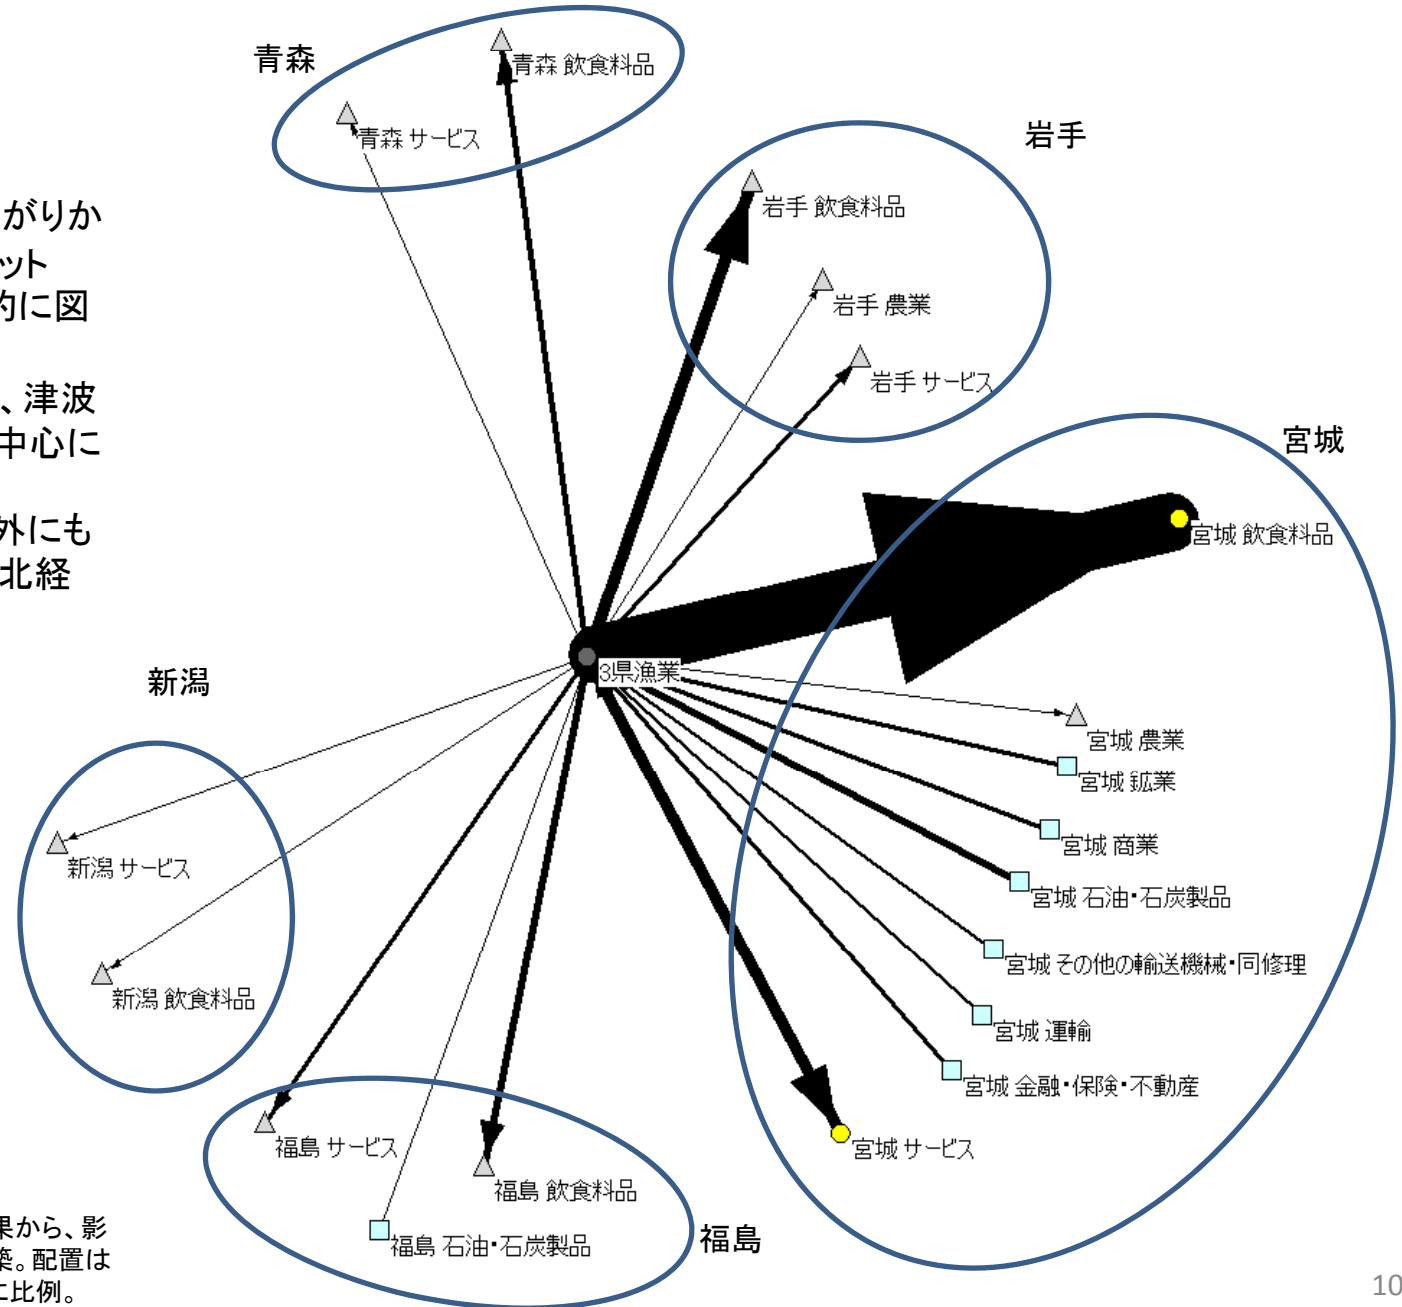 青森
青森 飲食料品
青森 サービス
岩手
岩手 飲食料品
岩手 農業
岩手 サービス
がりか
ット
的に図
、津波
中心に
外にも
北経
宮城
宮城 飲食料品
3県漁業
宮城 農業
宮城 鉱業
宮城 商業
宮城 石油・石炭製品
宮城 その他の輸送機械・同修理
宮城 運輸
宮城 金融・保険・不動産
宮城 サービス
新潟
新潟 サービス
新潟 飲食料品
福島 サービス
福島 飲食料品
福島 石油・石炭製品
福島
果から、影
築。配置は
に比例。
10